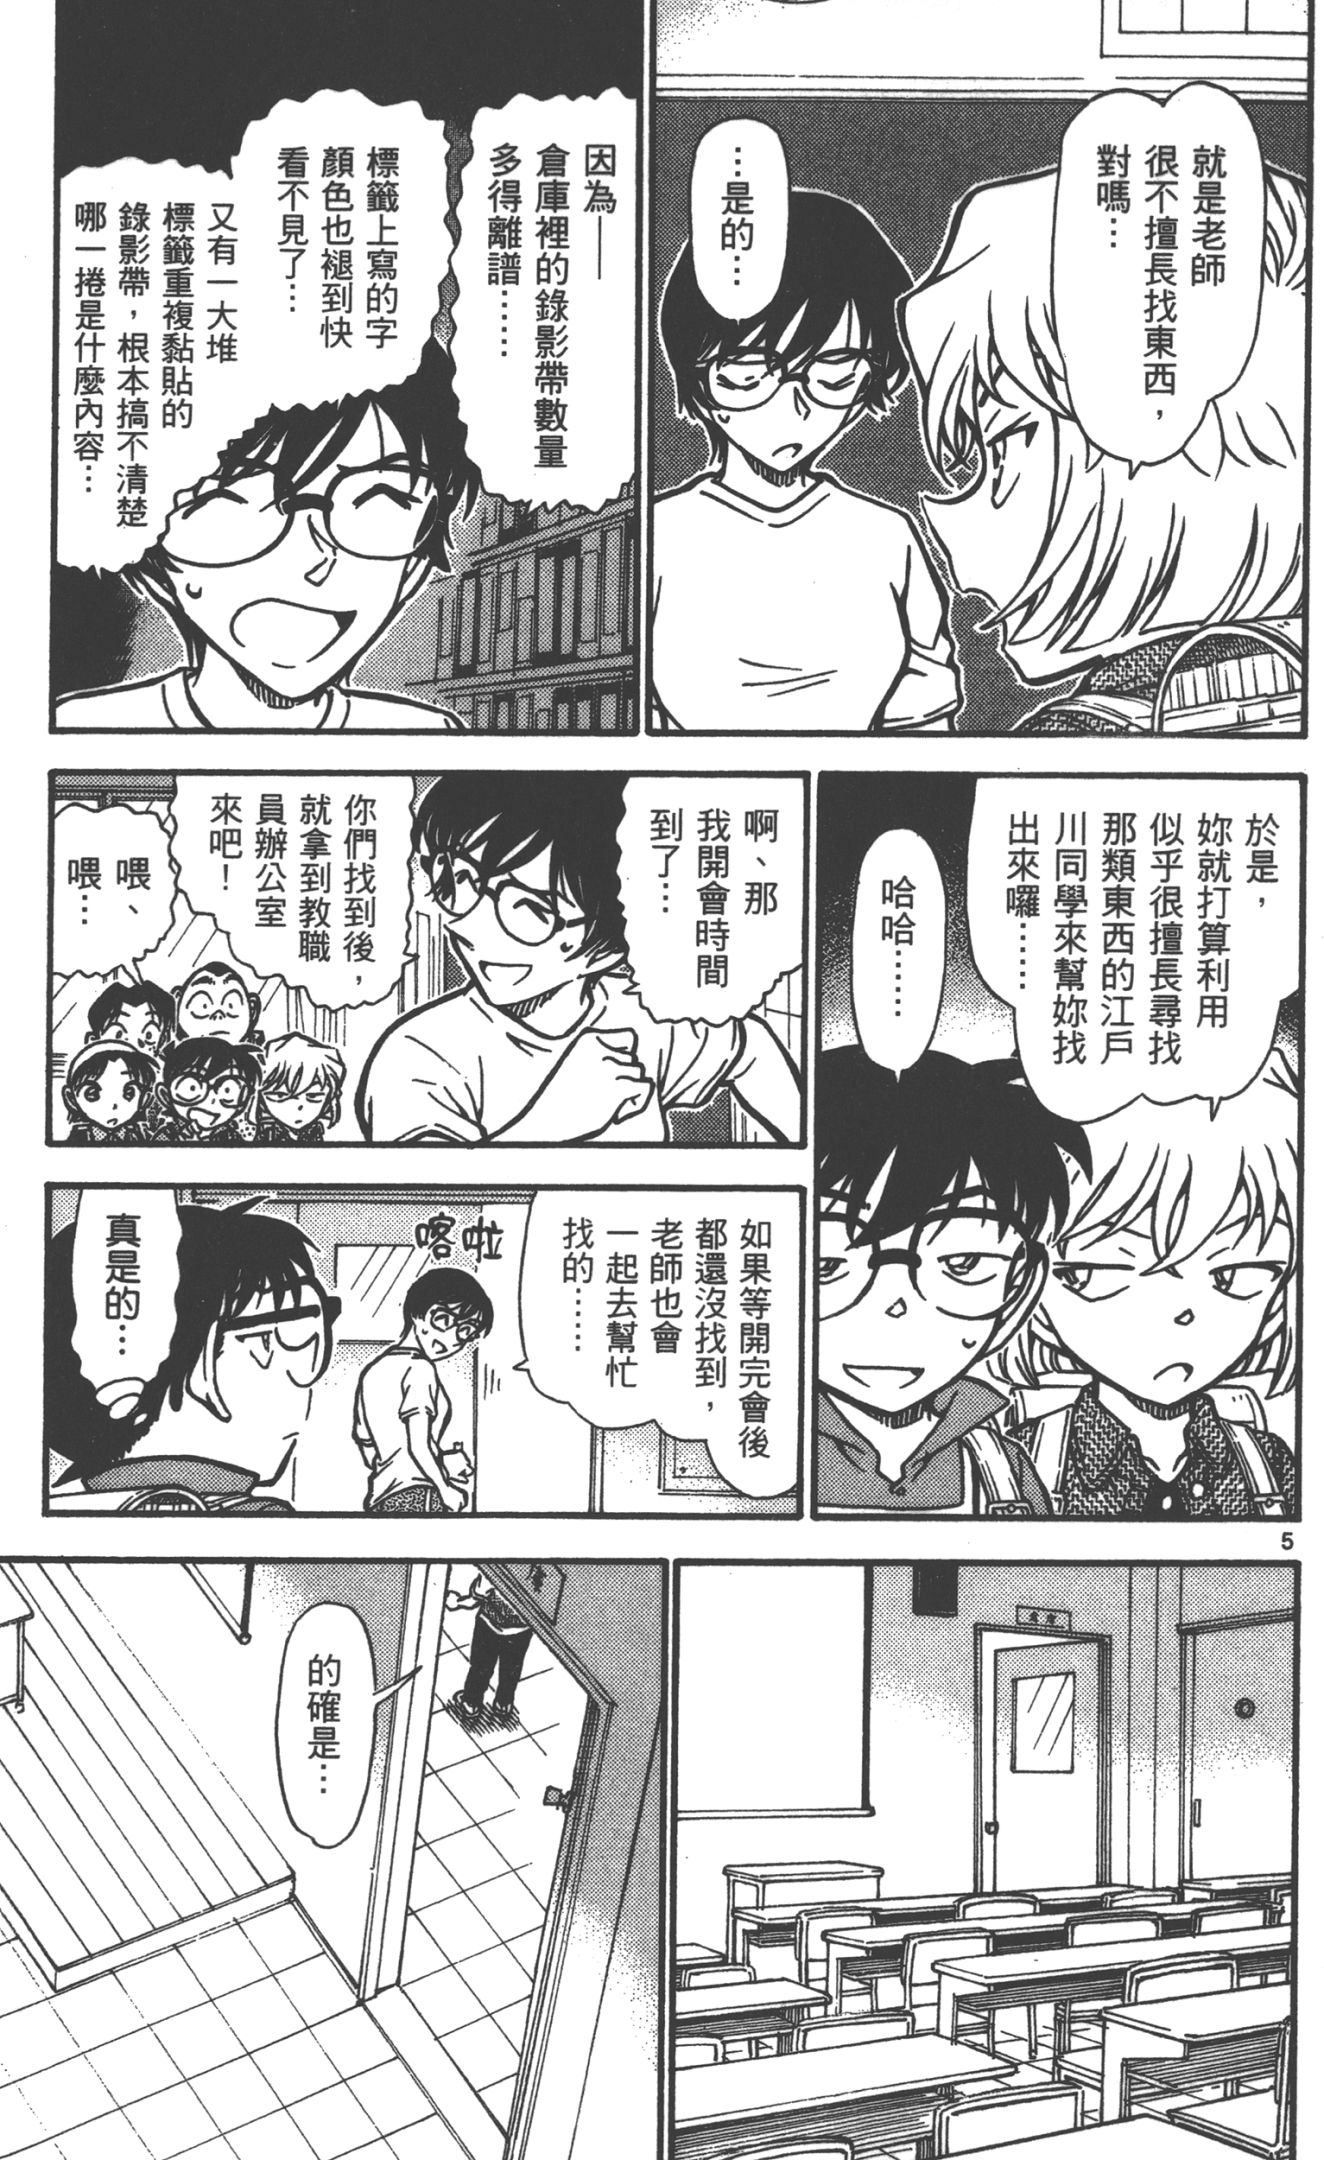 就是老師
很不擅長找東西，
對嗎…
…是的…
因為——
倉庫裡的錄影帶數量
多得離譜……
標籤上寫的字
顏色也褪到快
看不見了…
又有一大堆
標籤重複黏貼的
錄影帶，根本搞不清楚
哪一捲是什麼內容…
於是，
妳就打算利用
似乎很擅長尋找
那類東西的江戶
川同學來幫妳找
出來囉……
哈哈……
啊、那
我開會時間
到了…
你們找到後，
就拿到教職
員辦公室
來吧！
喂、
喂…
如果等開完會後
都還沒找到，
老師也會
一起去幫忙
找的……
喀啦
真是的…
5
的確是…